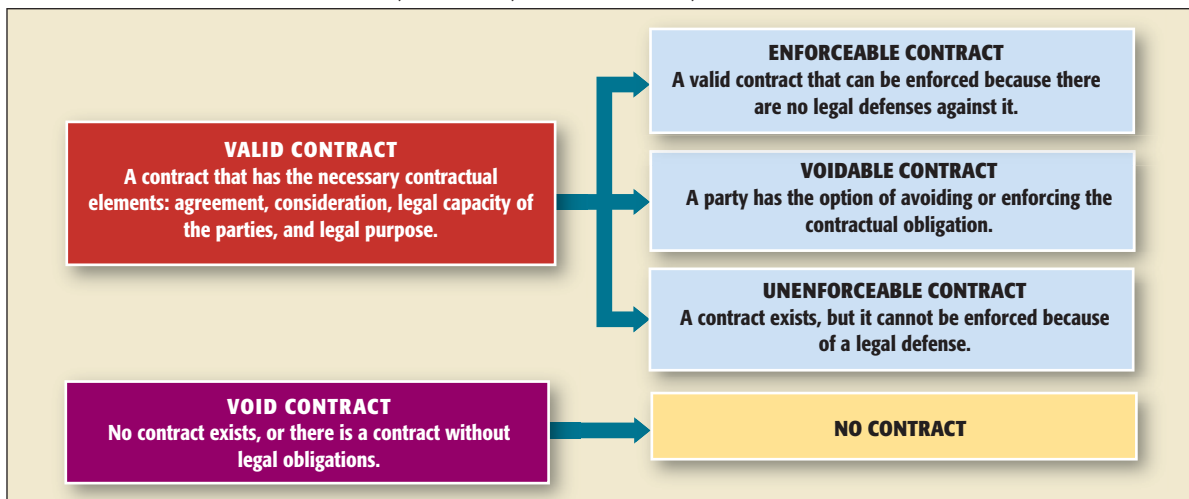 ENFORCEABLE CONTRACT
A valid contract that can be enforced because there
are no legal defenses against it.
VALID CONTRACT
A contract that has the necessary contractual
elements: agreement, consideration, legal capacity of
the parties, and legal purpose.
VOIDABLE CONTRACT
A party has the option of avoiding or enforcing the
contractual obligation.
UNENFORCEABLE CONTRACT
A contract exists, but it cannot be enforced because
of a legal defense.
VOID CONTRACT
No contract exists, or there is a contract without
legal obligations.
NO CONTRACT